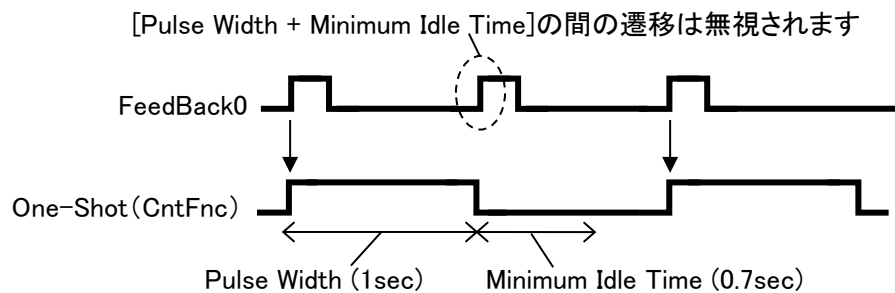 [Pulse Width + Minimum Idle Time]の間の遷移は無視されます
FeedBack0
One-Shot(CntFnc)
Pulse Width (1sec)
Minimum Idle Time (0.7sec)